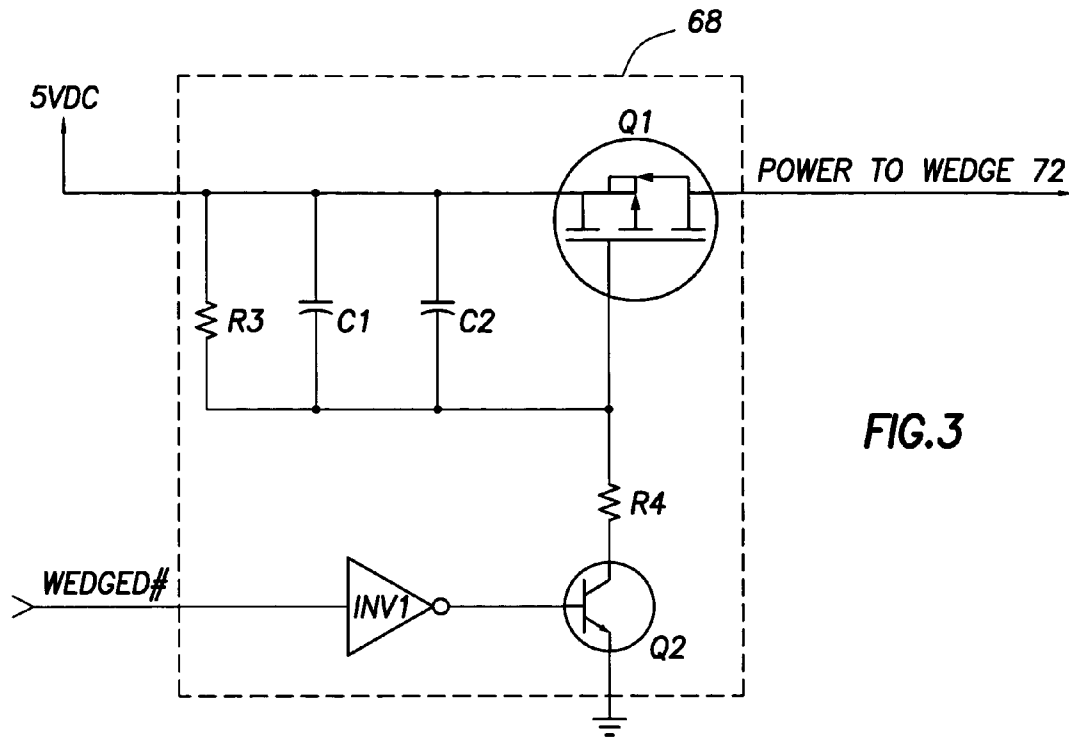 68
5VDC
Q1
POWER TO WEDGE 72
R3
C1
C2
FIG.3
R4
WEDGED#
INV1
Q2